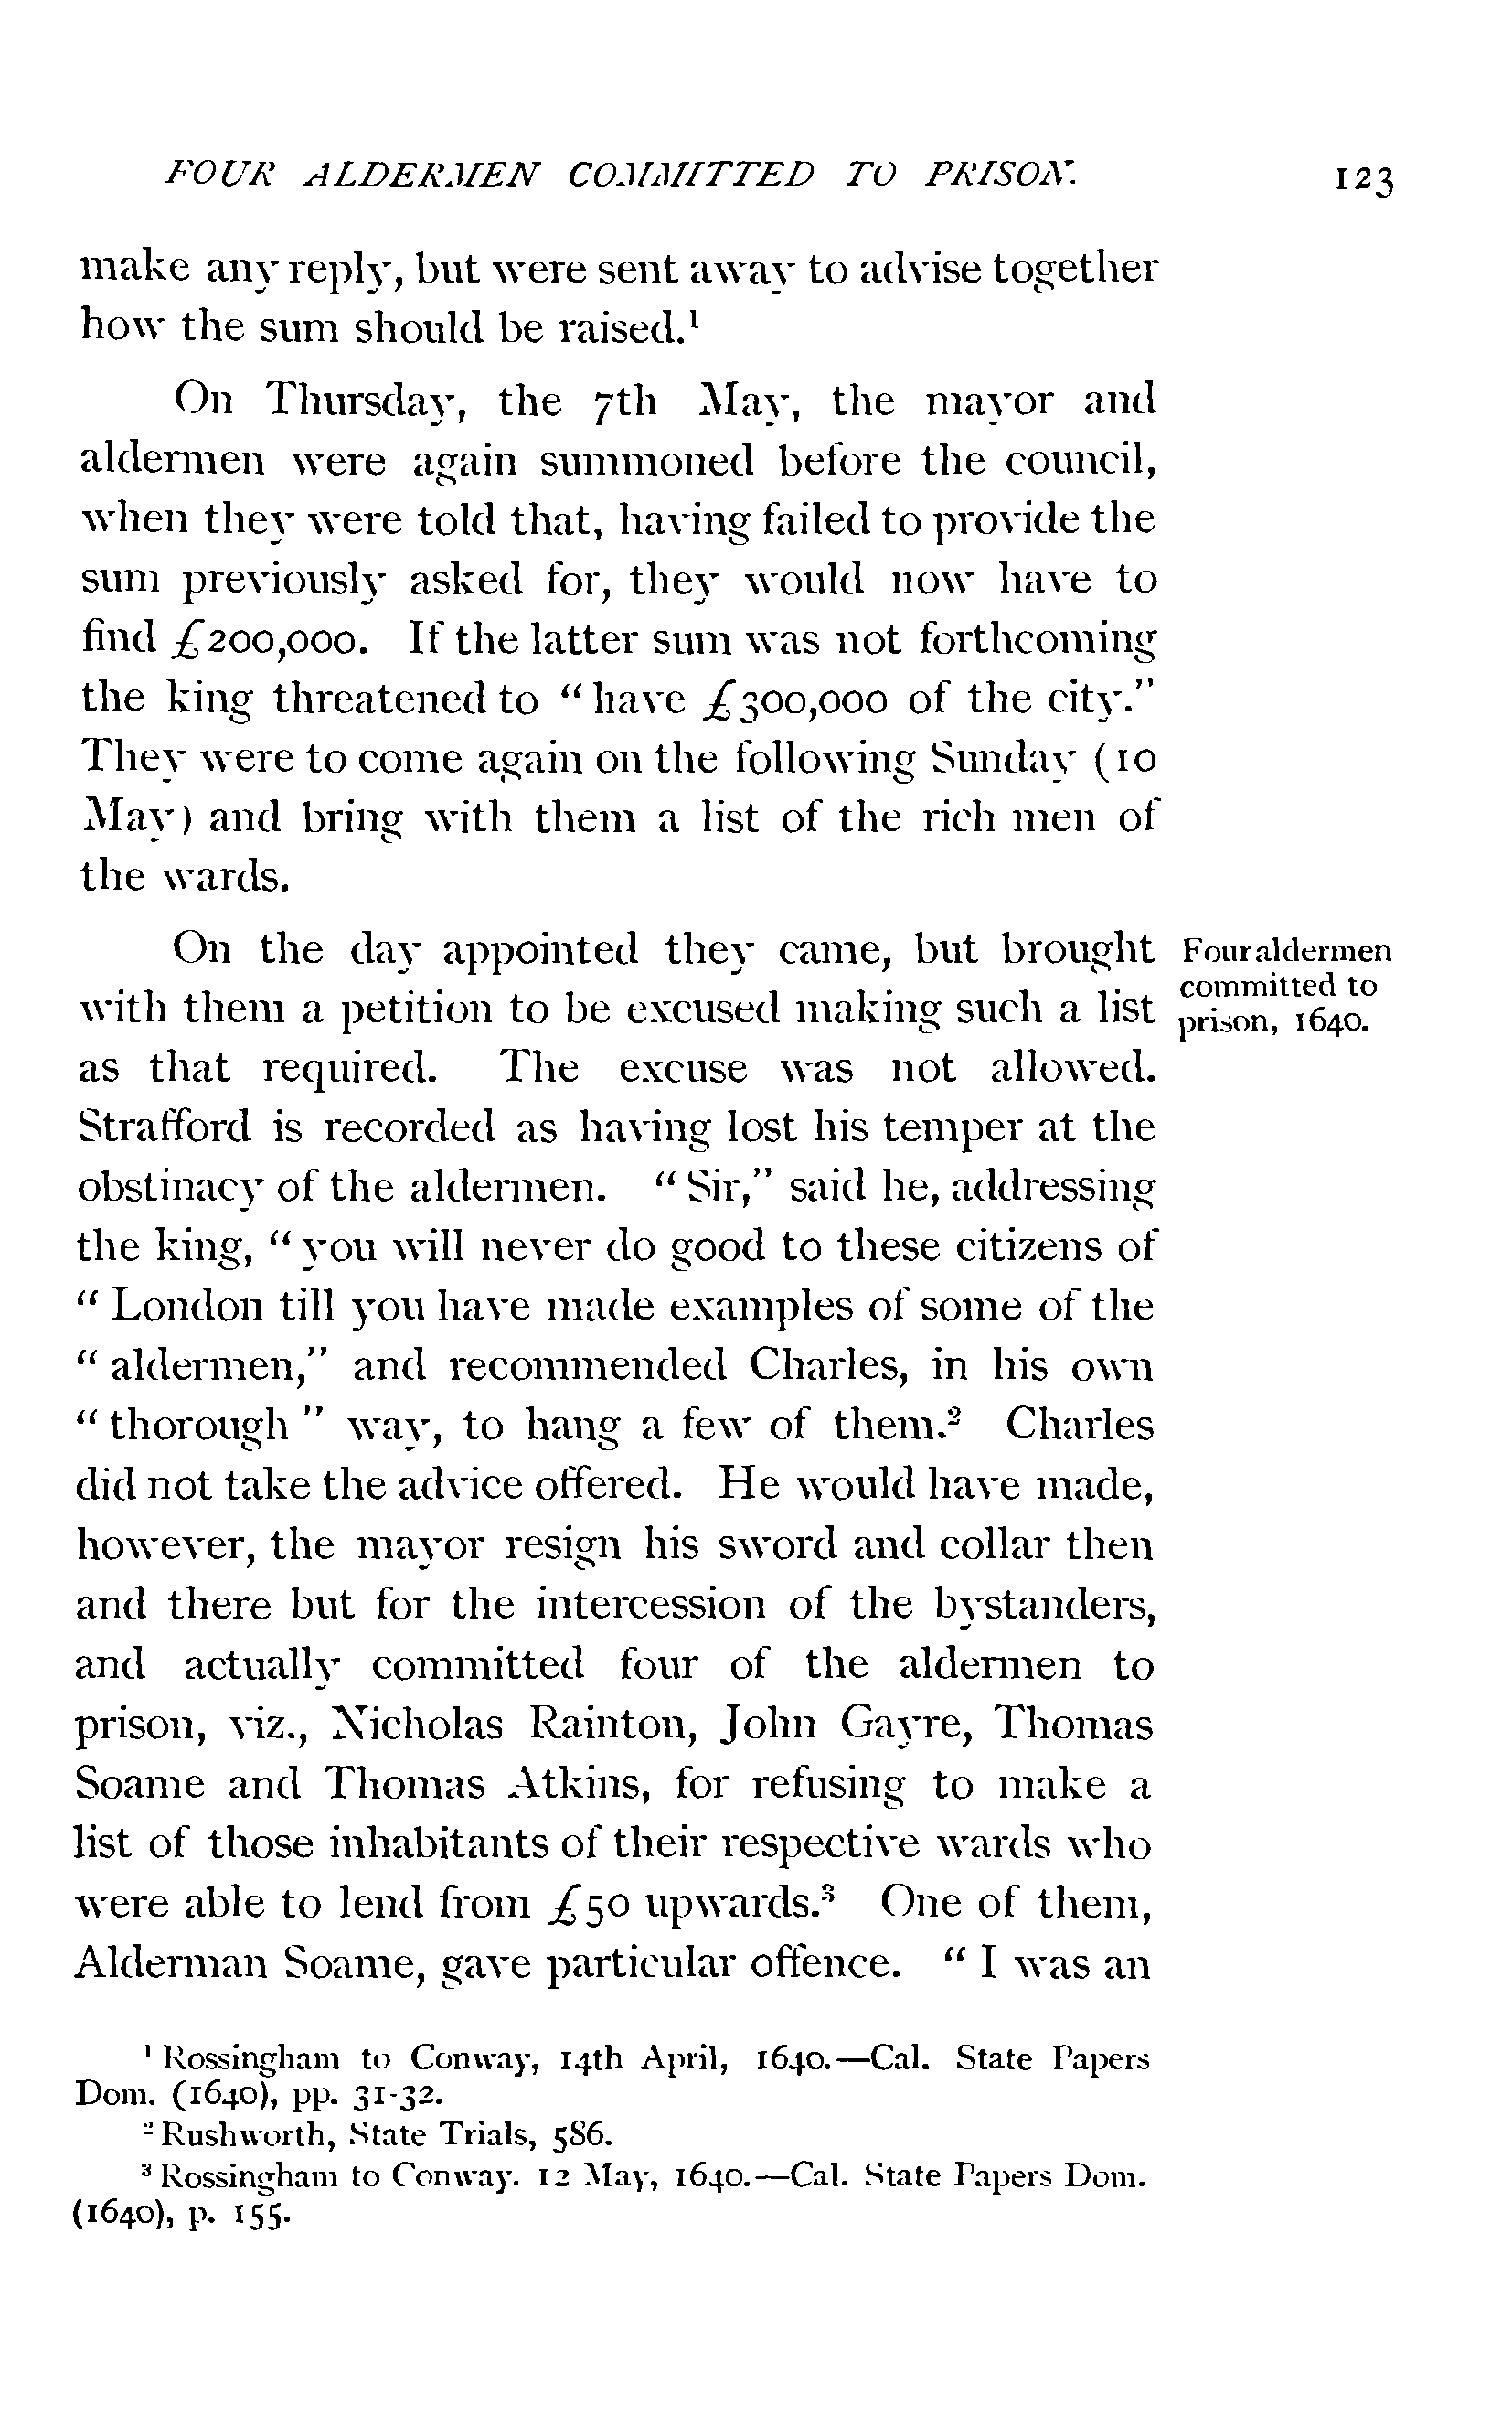 FOUR ALDERMEN COMMITTED TO PRISON. 123
make any reply, but were sent away to advise together
how the sum should be raised.¹
On Thursday, the 7th May, the mayor and
aldermen were again summoned before the council,
when they were told that, having failed to provide the
sum previously asked for, they would now have to
find £200,000. If the latter sum was not forthcoming
the king threatened to “have £300,000 of the city.”
They were to come again on the following Sunday (10
May) and bring with them a list of the rich men of
the wards.
On the day appointed they came, but brought
with them a petition to be excused making such a list
as that required. The excuse was not allowed.
Strafford is recorded as having lost his temper at the
obstinacy of the aldermen. “Sir,” said he, addressing
the king, “you will never do good to these citizens of
“London till you have made examples of some of the
“aldermen,” and recommended Charles, in his own
“thorough” way, to hang a few of them.² Charles
did not take the advice offered. He would have made,
however, the mayor resign his sword and collar then
and there but for the intercession of the bystanders,
and actually committed four of the aldermen to
prison, viz., Nicholas Rainton, John Gayre, Thomas
Soame and Thomas Atkins, for refusing to make a
list of those inhabitants of their respective wards who
were able to lend from £50 upwards.³ One of them,
Alderman Soame, gave particular offence. “I was an
Four aldermen
committed to
prison, 1640.
¹ Rossingham to Conway, 14th April, 1640.—Cal. State Papers
Dom. (1640), pp. 31-32.
² Rushworth, State Trials, 586.
³ Rossingham to Conway. 12 May, 1640.—Cal. State Papers Dom.
(1640), p. 155.